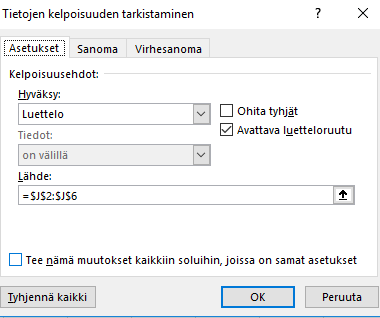 Tietojen kelpoisuuden tarkistaminen ? ×
Asetukset Sanoma Virhesanoma
Kelpoisuusehdot:
Hyväksy:
Luettelo
Ohita tyhjät
Tiedot:
Avattava luetteloruutu
on välillä
Lähde:
=$J$2:$J$6
Tee nämä muutokset kaikkiin soluihin, joissa on samat asetukset
Tyhjennä kaikki OK Peruuta